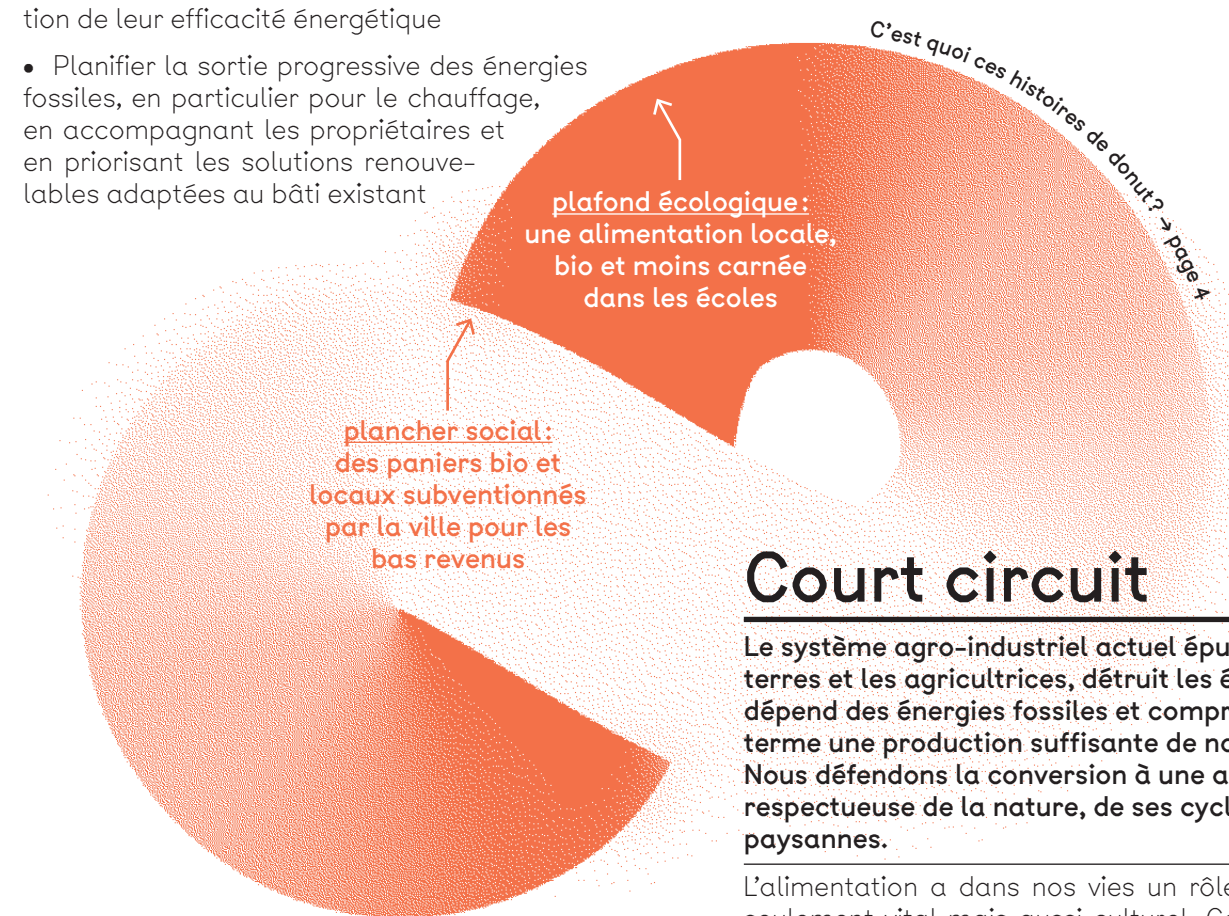 tion de leur efficacité énergétique
• Planifier la sortie progressive des énergies
fossiles, en particulier pour le chauffage,
en accompagnant les propriétaires et
en priorisant les solutions renouve-
lables adaptées au bâti existant
C'est quoi ces histoires de donut? → page 4
plafond écologique:
une alimentation locale,
bio et moins carnée
dans les écoles
plancher social:
des paniers bio et
locaux subventionnés
par la ville pour les
bas revenus
Court circuit
Le système agro-industriel actuel épu
terres et les agricultrices, détruit les é
dépend des énergies fossiles et compr
terme une production suffisante de no
Nous défendons la conversion à une a
respectueuse de la nature, de ses cycl
paysannes.
L'alimentation a dans nos vies un rôle
seulement vital mais aussi culturel.